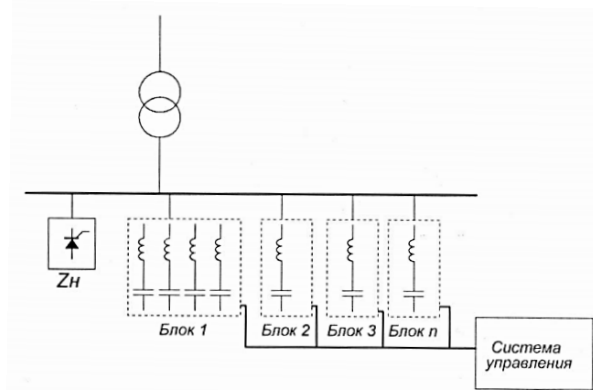 Zн
Блок 1
Блок 2
Блок 3
Блок n
Система
управления